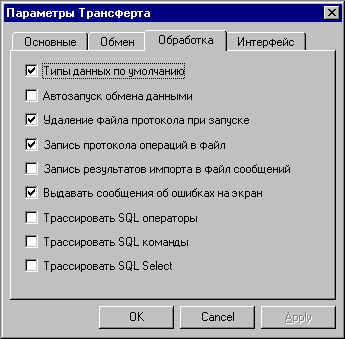 Параметры Трансферта
Основные Обмен Обработка Интерфейс
Типы данных по умолчанию
Автозапуск обмена данными
Удаление файла протокола при запуске
Запись протокола операций в файл
Запись результатов импорта в файл сообщений
Выдавать сообщения об ошибках на экран
Трассировать SQL операторы
Трассировать SQL команды
Трассировать SQL Select
OK Cancel Apply